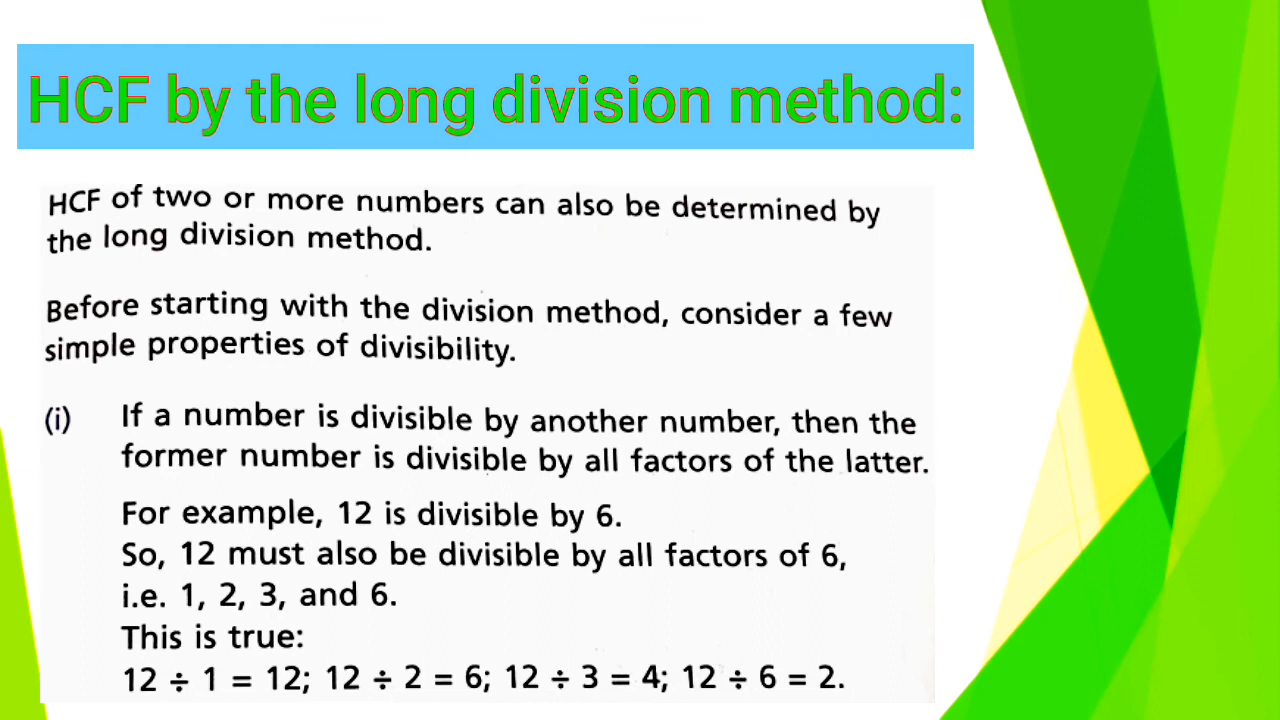 HCF by the long division method:
HCF of two or more numbers can also be determined by
the long division method.
Before starting with the division method, consider a few
simple properties of divisibility.
(i) If a number is divisible by another number, then the
former number is divisible by all factors of the latter.
For example, 12 is divisible by 6.
So, 12 must also be divisible by all factors of 6,
i.e. 1, 2, 3, and 6.
This is true:
12 ÷ 1 = 12; 12 ÷ 2 = 6; 12 ÷ 3 = 4; 12 ÷ 6 = 2.